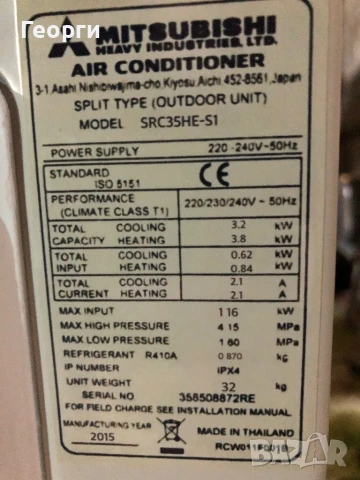 Георги
MITSUBISHI
HEAVY INDUSTRIES, LTD.
AIR CONDITIONER
3-1, Asahi Nishibiwajima-cho, Kiyosu, Aichi 452-8561, Japan
SPLIT TYPE (OUTDOOR UNIT)
MODEL SRC35HE-S1
POWER SUPPLY 220-240V~50Hz
STANDARD
ISO 5151 CE
PERFORMANCE
(CLIMATE CLASS T1) 220/230/240V~ 50Hz
TOTAL COOLING 3.2 kW
CAPACITY HEATING 3.8 kW
TOTAL COOLING 0.62 kW
INPUT HEATING 0.84 kW
TOTAL COOLING 2.1 A
CURRENT HEATING 2.1 A
MAX INPUT 1 16 kW
MAX HIGH PRESSURE 4 15 MPa
MAX LOW PRESSURE 1 60 MPa
REFRIGERANT R410A 0 870 kg
IP NUMBER IPX4
UNIT WEIGHT 32 kg
SERIAL NO 358508872RE
FOR FIELD CHARGE SEE INSTALLATION MANUAL
MANUFACTURING YEAR
2015
MADE IN THAILAND
BAZAR